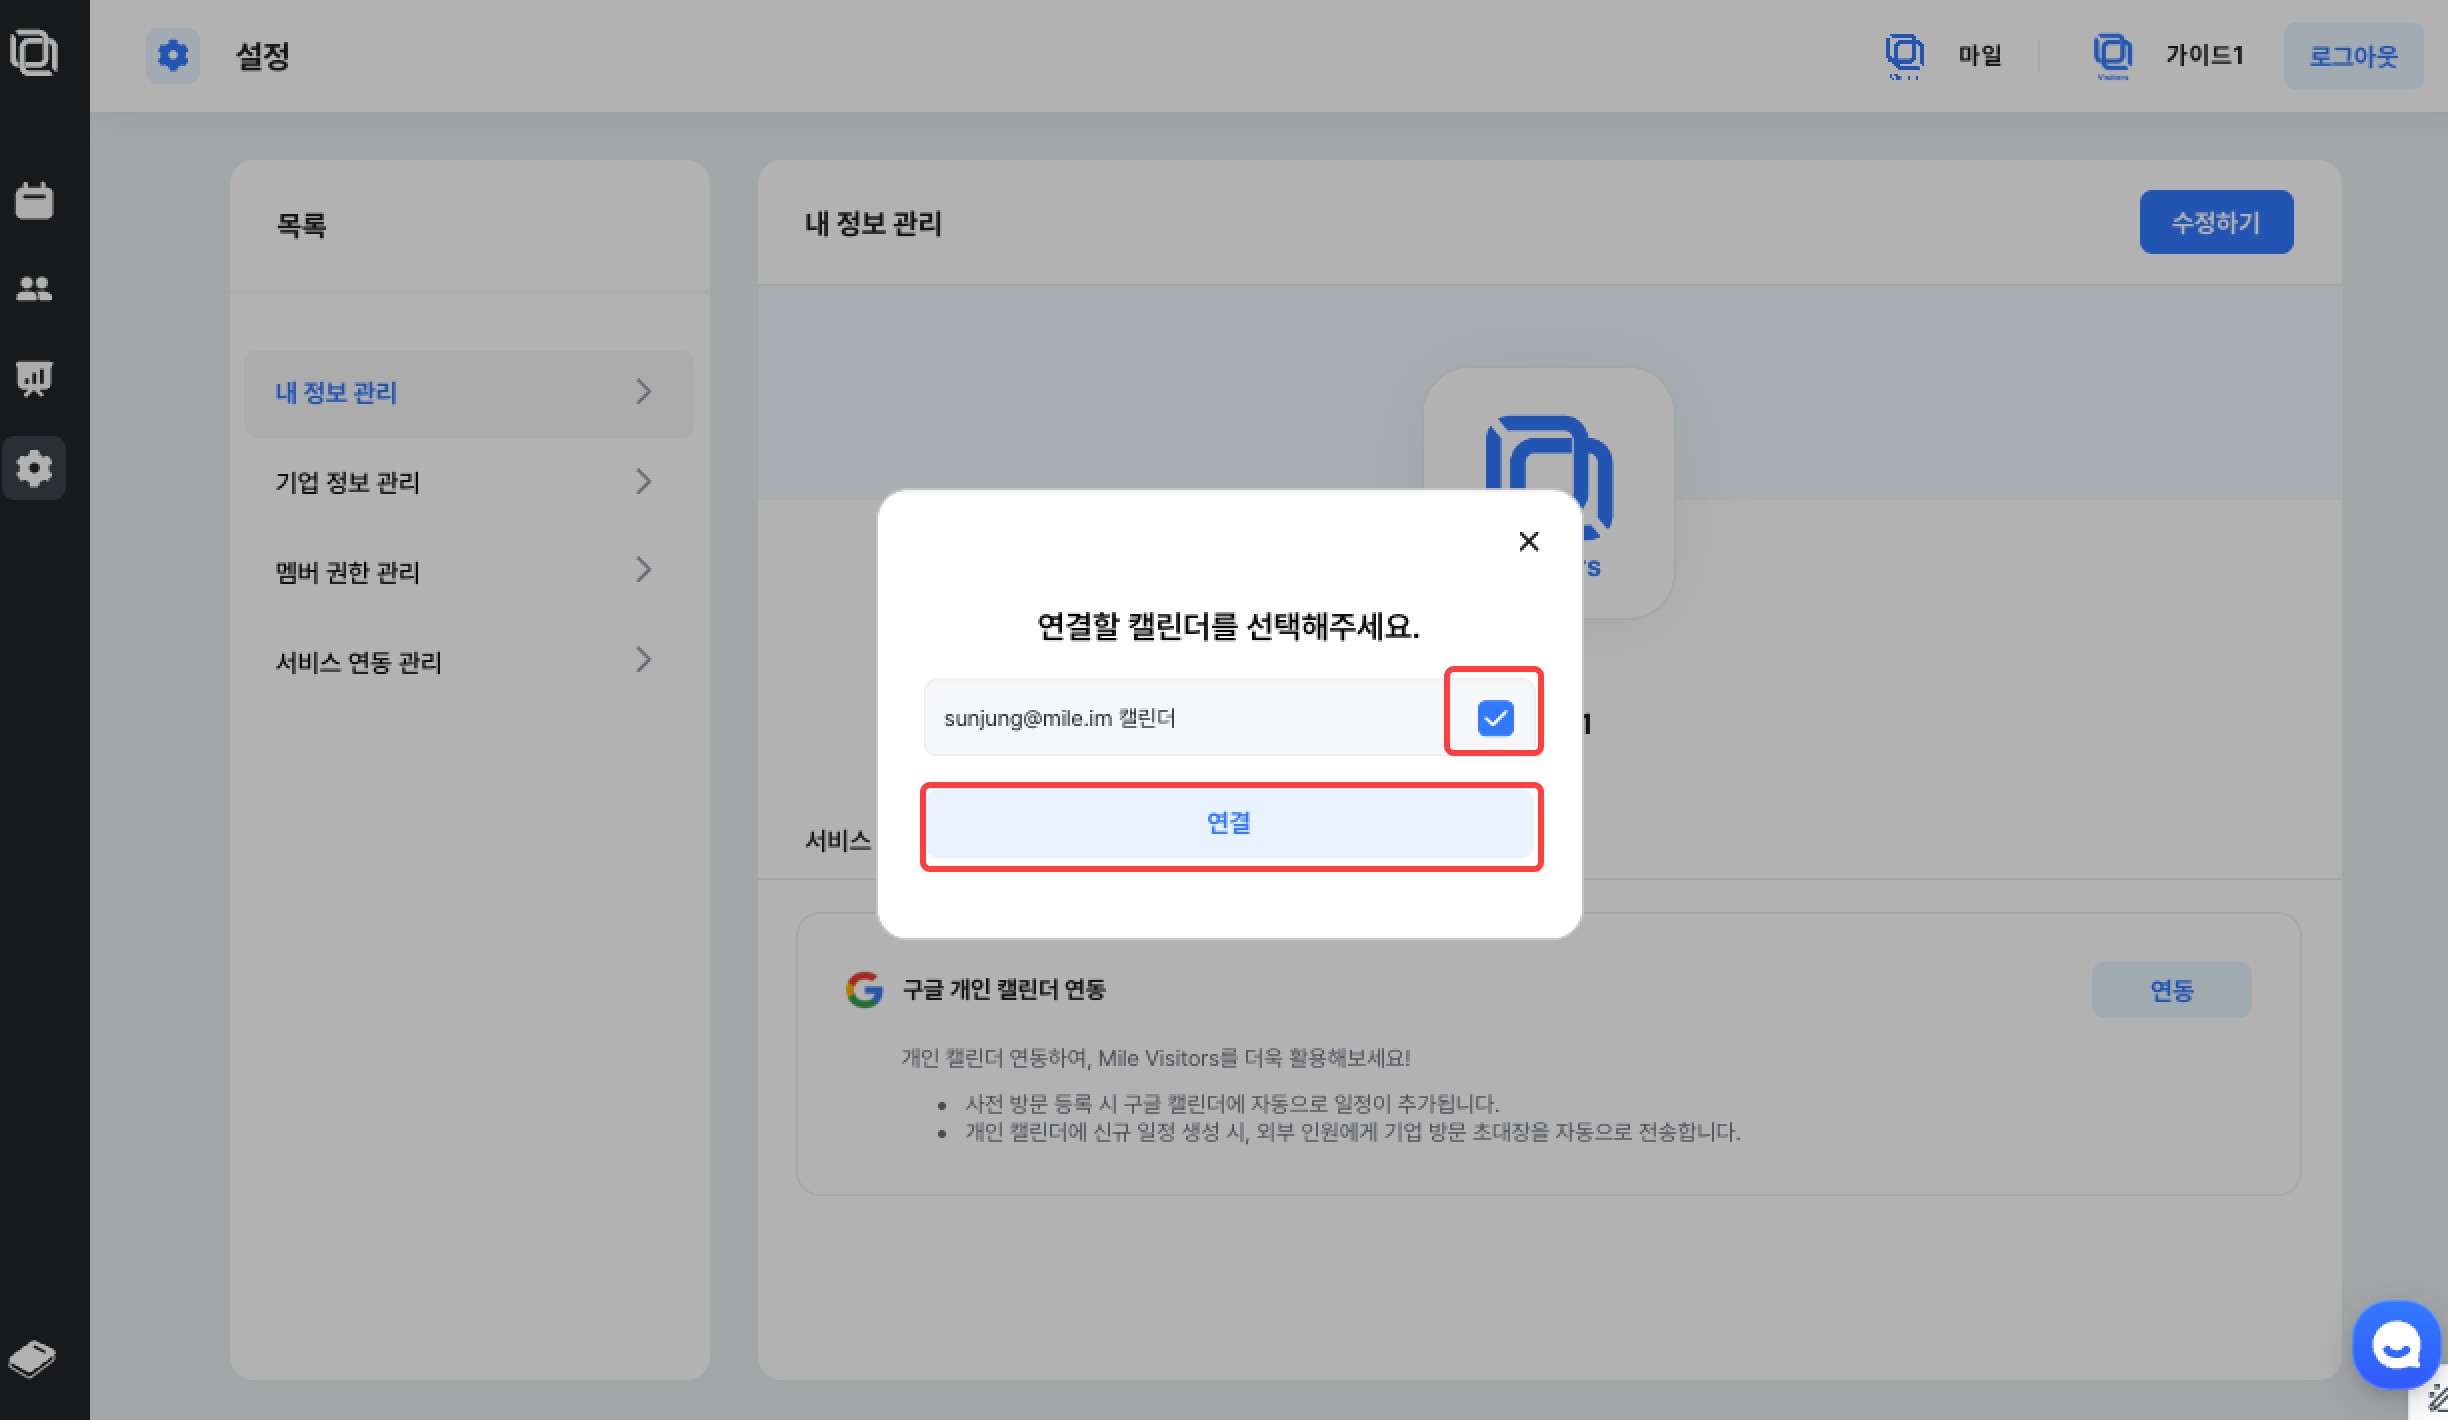 설정
마일
가이드1
Visitors
로그아웃
목록
내 정보 관리
기업 정보 관리
멤버 권한 관리
서비스 연동 관리
내 정보 관리
수정하기
rs
연결할 캘린더를 선택해주세요.
sunjung@mile.im 캘린더
1
연결
서비스
구글 개인 캘린더 연동
연동
개인 캘린더 연동하여, Mile Visitors를 더욱 활용해보세요!
• 사전 방문 등록 시 구글 캘린더에 자동으로 일정이 추가됩니다.
• 개인 캘린더에 신규 일정 생성 시, 외부 인원에게 기업 방문 초대장을 자동으로 전송합니다.